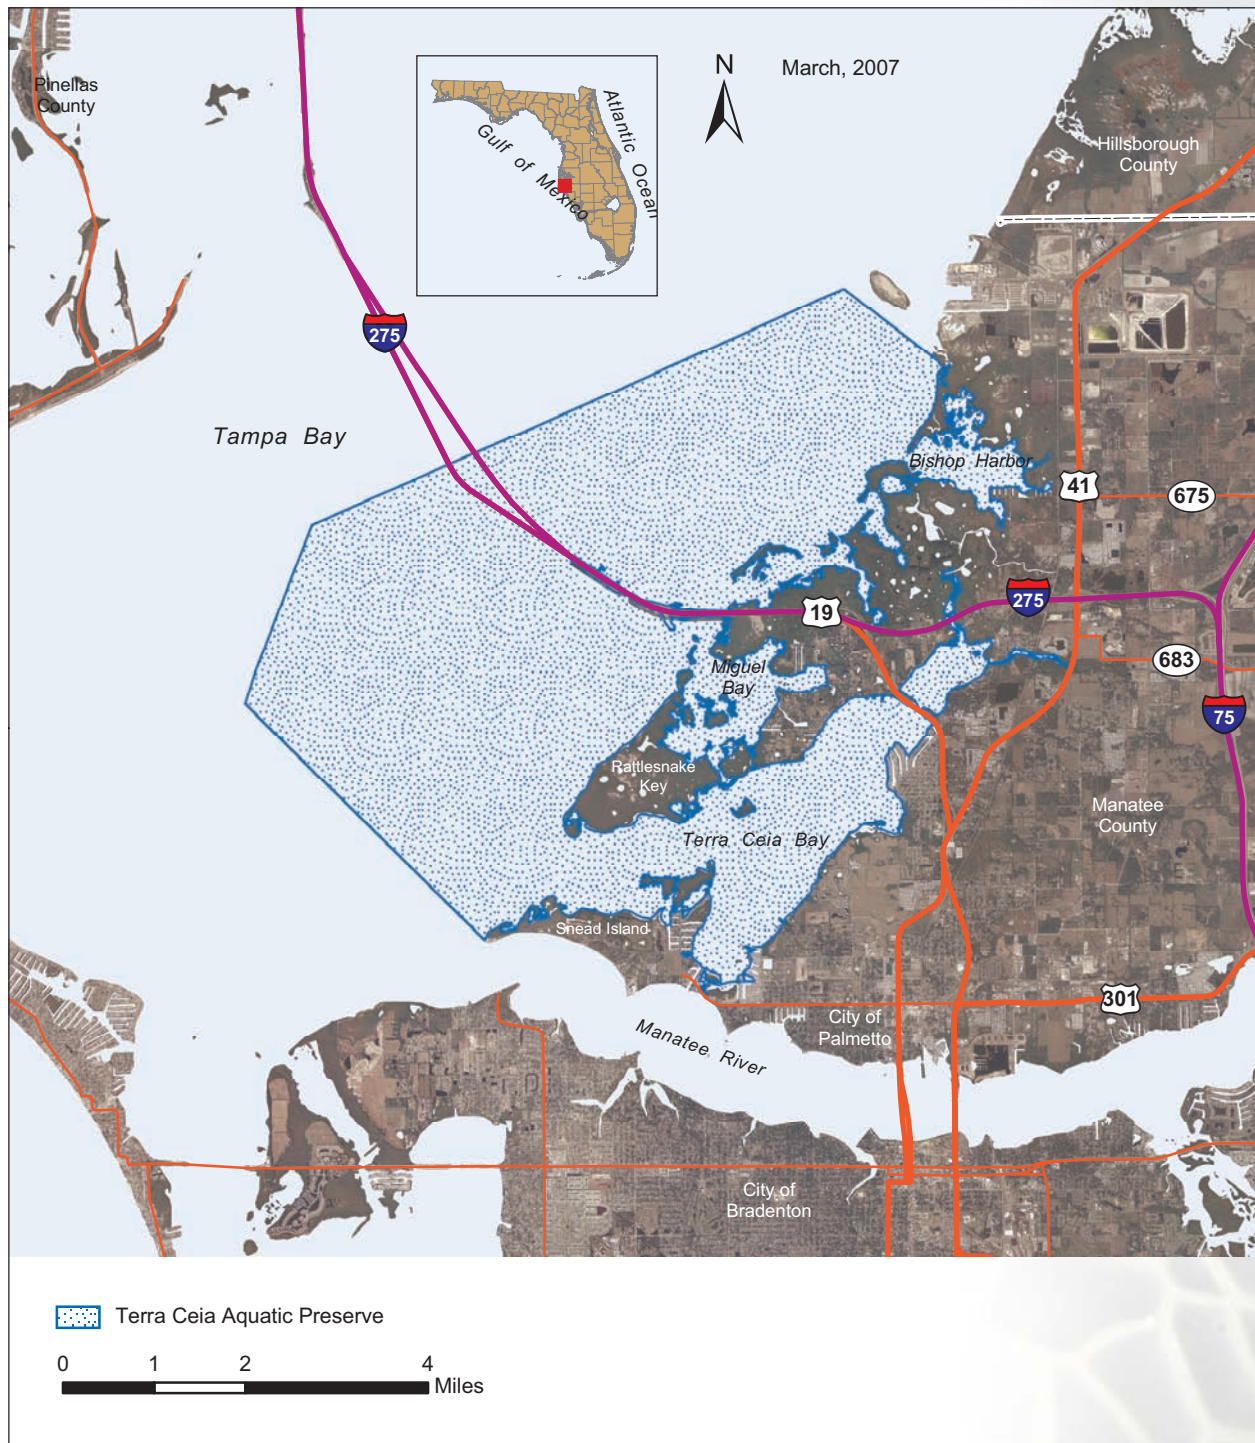 Pinellas
County
N
March, 2007
Atlantic Ocean
Gulf of Mexico
Hillsborough
County
275
Tampa Bay
Bishop Harbor
41
675
275
19
683
Miguel
Bay
75
Rattlesnake
Key
Manatee
County
Terra Ceia Bay
Snead Island
301
City of
Palmetto
Manatee River
City of
Bradenton
Terra Ceia Aquatic Preserve
0 1 2 4
Miles